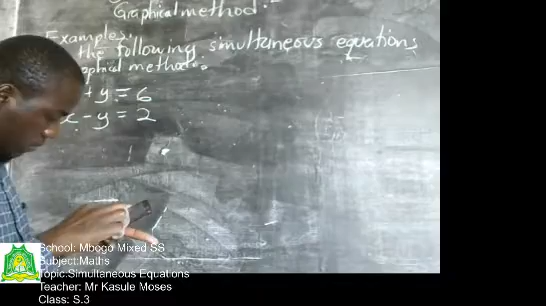 Graphical method:-
Examples.
the following simultaneous equations
graphical method:
+ y = 6
x - y = 2
School: Mbogo Mixed SS
Subject:Maths
Topic:Simultaneous Equations
Teacher: Mr Kasule Moses
Class: S.3